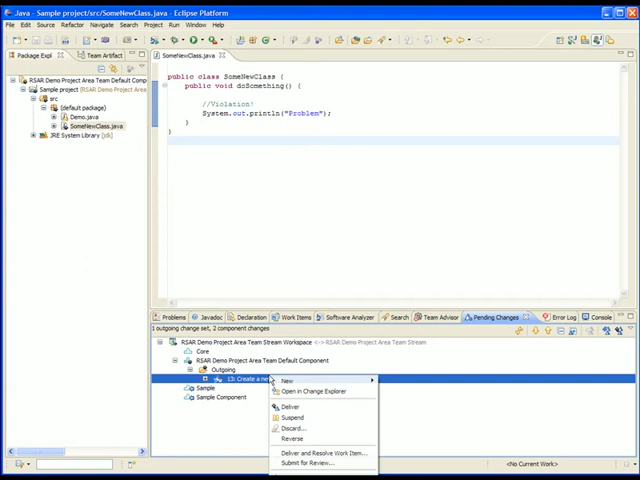 Java - Sample project/src/SomeNewClass.java - Eclipse Platform
File Edit Source Refactor Navigate Search Project Run Window Help
Package Expl
Team Artifact
RSAR Demo Project Area Team Default Comp
Sample project
src
(default package)
Demo.java
SomeNewClass.java
JRE System Library [jdk]
SomeNewClass.java
public class SomeNewClass {
public void doSomething() {
//Violation!
System.out.println("Problem");
}
}
Problems Javadoc Declaration Work Items Software Analyzer Search Team Advisor Pending Changes Error Log Console
1 outgoing change set, 2 component changes
RSAR Demo Project Area Team Stream Workspace <-> RSAR Demo Project Area Team Stream
Core
RSAR Demo Project Area Team Default Component
Outgoing
13: Create a ne
Sample
Sample Component
New
Open in Change Explorer
Deliver
Suspend
Discard...
Reverse
Deliver and Resolve Work Item...
Submit for Review...
<No Current Work>